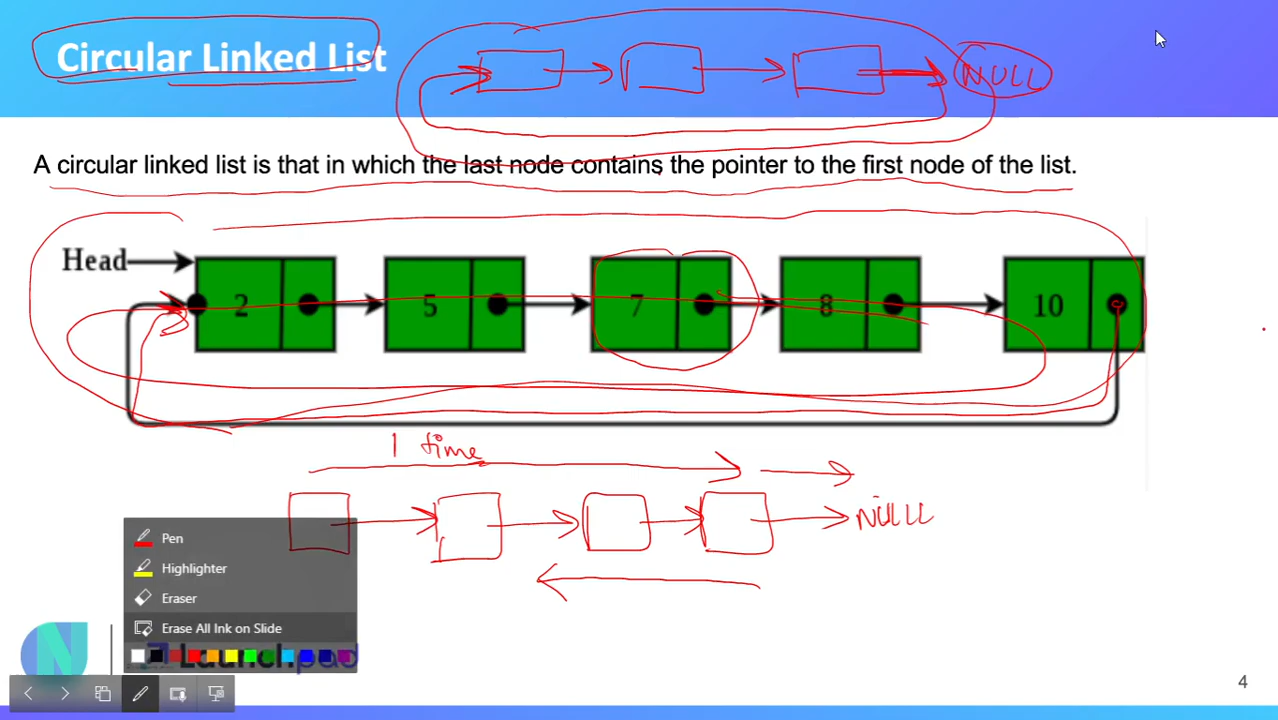 Circular Linked List
NULL
A circular linked list is that in which the last node contains the pointer to the first node of the list.
Head
2 5 7 8 10
1 time
NULL
Pen
Highlighter
Eraser
Erase All Ink on Slide
N Launchpad
4